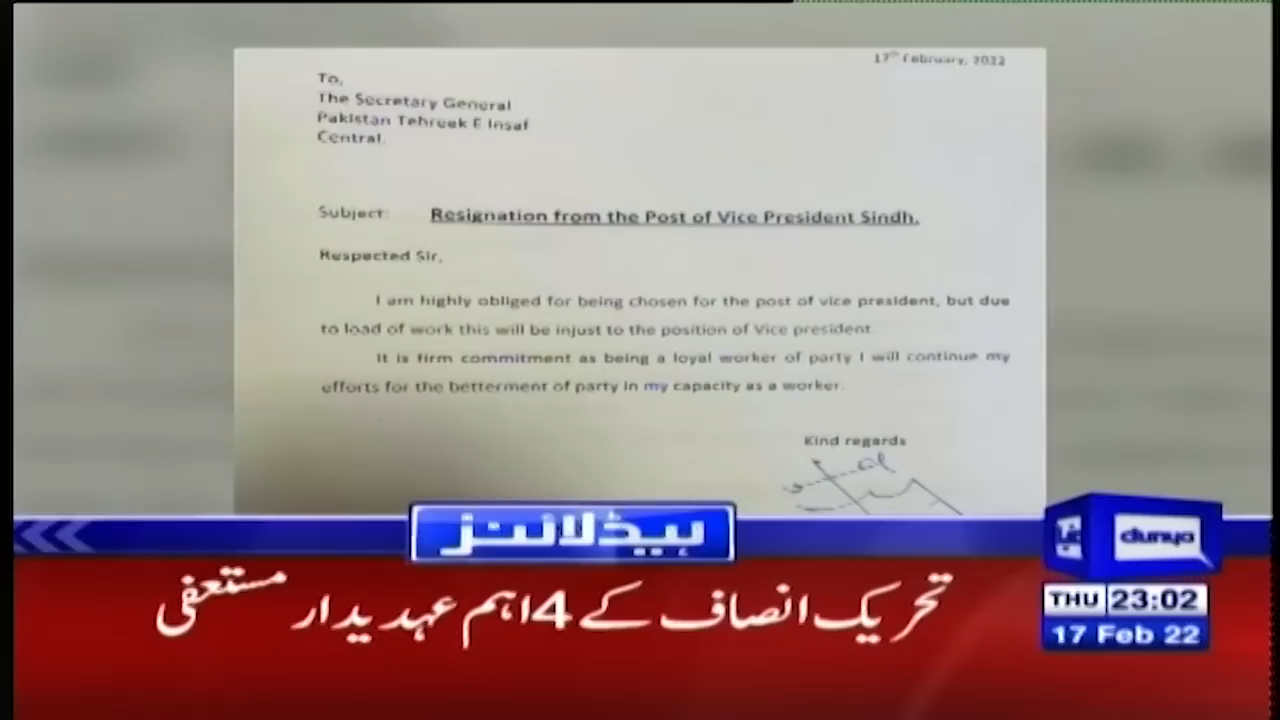 17th February, 2022
To,
The Secretary General
Pakistan Tehreek E Insaf
Central.
Subject: Resignation from the Post of Vice President Sindh.
Respected Sir,
I am highly obliged for being chosen for the post of vice president, but due
to load of work this will be injust to the position of Vice president.
It is firm commitment as being a loyal worker of party I will continue my
efforts for the betterment of party in my capacity as a worker.
Kind regards
ہیڈلائنز
dunya
تحریک انصاف کے 4اہم عہدیدار مستعفی
THU 23:02
17 Feb 22